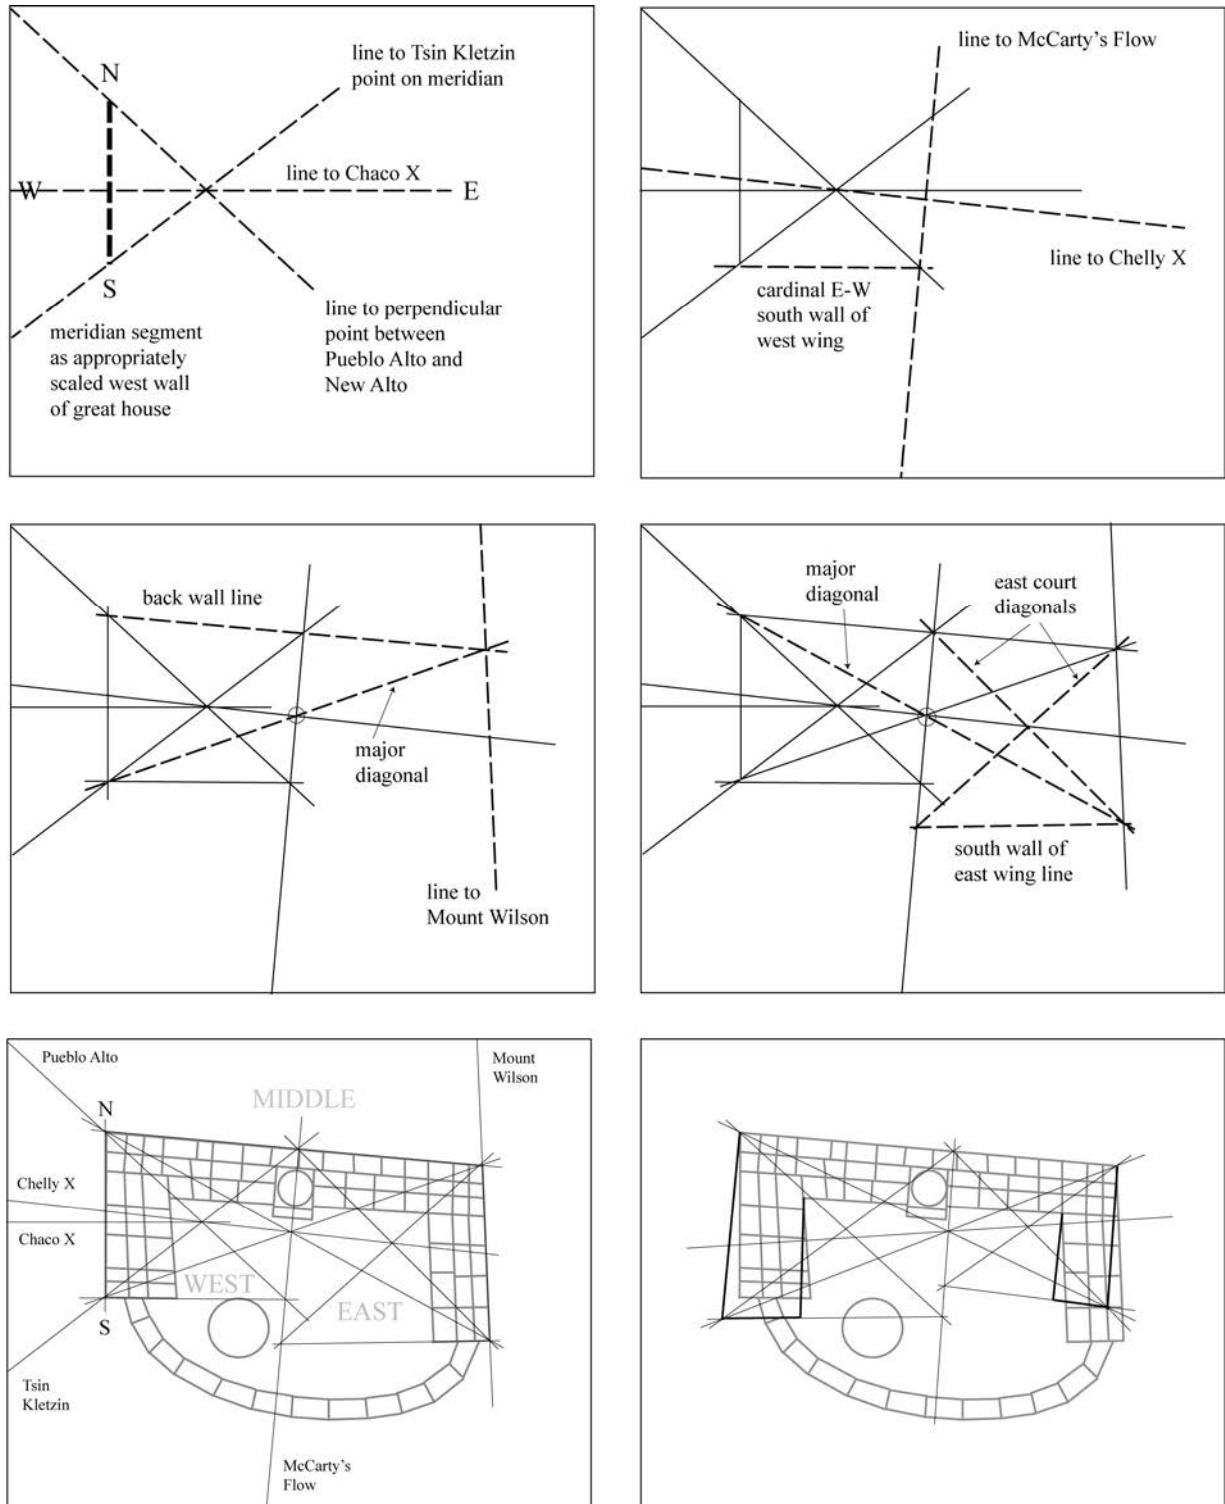 line to Tsin Kletzin
point on meridian
N
line to Chaco X
W
E
S
meridian segment
as appropriately
scaled west wall
of great house
line to perpendicular
point between
Pueblo Alto and
New Alto
line to McCarty's Flow
line to Chelly X
cardinal E-W
south wall of
west wing
back wall line
major
diagonal
line to
Mount Wilson
major
diagonal
east court
diagonals
south wall of
east wing line
Pueblo Alto
Mount
Wilson
MIDDLE
N
Chelly X
Chaco X
WEST
EAST
S
Tsin
Kletzin
McCarty's
Flow